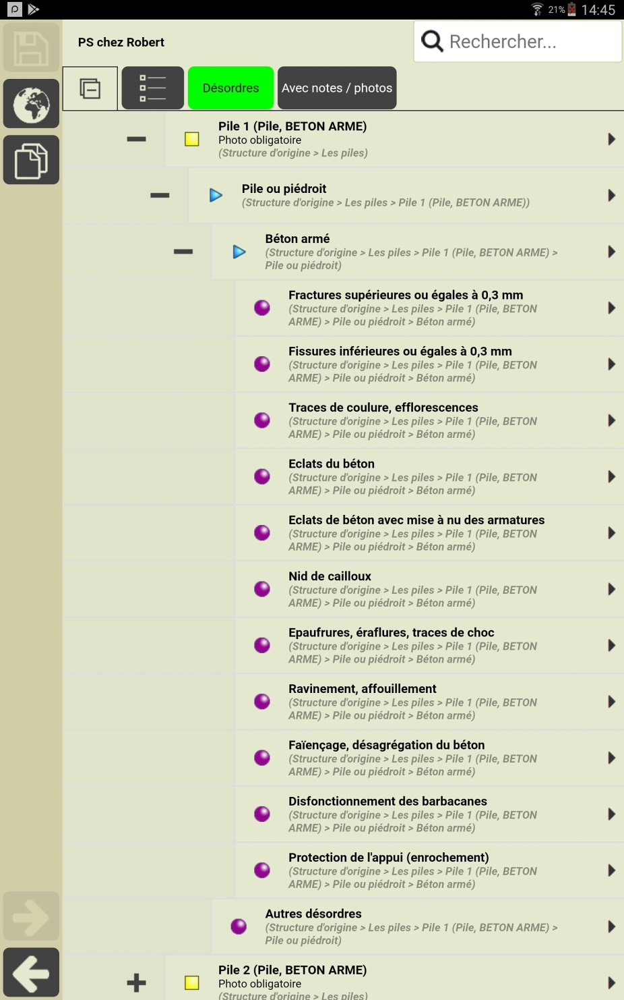 21% 14:45
PS chez Robert
Rechercher...
Désordres
Avec notes / photos
Pile 1 (Pile, BETON ARME)
Photo obligatoire
(Structure d'origine > Les piles)
Pile ou piédroit
(Structure d'origine > Les piles > Pile 1 (Pile, BETON ARME))
Béton armé
(Structure d'origine > Les piles > Pile 1 (Pile, BETON ARME) >
Pile ou piédroit)
Fractures supérieures ou égales à 0,3 mm
(Structure d'origine > Les piles > Pile 1 (Pile, BETON
ARME) > Pile ou piédroit > Béton armé)
Fissures inférieures ou égales à 0,3 mm
(Structure d'origine > Les piles > Pile 1 (Pile, BETON
ARME) > Pile ou piédroit > Béton armé)
Traces de coulure, efflorescences
(Structure d'origine > Les piles > Pile 1 (Pile, BETON
ARME) > Pile ou piédroit > Béton armé)
Eclats du béton
(Structure d'origine > Les piles > Pile 1 (Pile, BETON
ARME) > Pile ou piédroit > Béton armé)
Eclats de béton avec mise à nu des armatures
(Structure d'origine > Les piles > Pile 1 (Pile, BETON
ARME) > Pile ou piédroit > Béton armé)
Nid de cailloux
(Structure d'origine > Les piles > Pile 1 (Pile, BETON
ARME) > Pile ou piédroit > Béton armé)
Epaufrures, éraflures, traces de choc
(Structure d'origine > Les piles > Pile 1 (Pile, BETON
ARME) > Pile ou piédroit > Béton armé)
Ravinement, affouillement
(Structure d'origine > Les piles > Pile 1 (Pile, BETON
ARME) > Pile ou piédroit > Béton armé)
Faïençage, désagrégation du béton
(Structure d'origine > Les piles > Pile 1 (Pile, BETON
ARME) > Pile ou piédroit > Béton armé)
Disfonctionnement des barbacanes
(Structure d'origine > Les piles > Pile 1 (Pile, BETON
ARME) > Pile ou piédroit > Béton armé)
Protection de l'appui (enrochement)
(Structure d'origine > Les piles > Pile 1 (Pile, BETON
ARME) > Pile ou piédroit > Béton armé)
Autres désordres
(Structure d'origine > Les piles > Pile 1 (Pile, BETON ARME) >
Pile ou piédroit)
Pile 2 (Pile, BETON ARME)
Photo obligatoire
(Structure d'origine > Les piles)